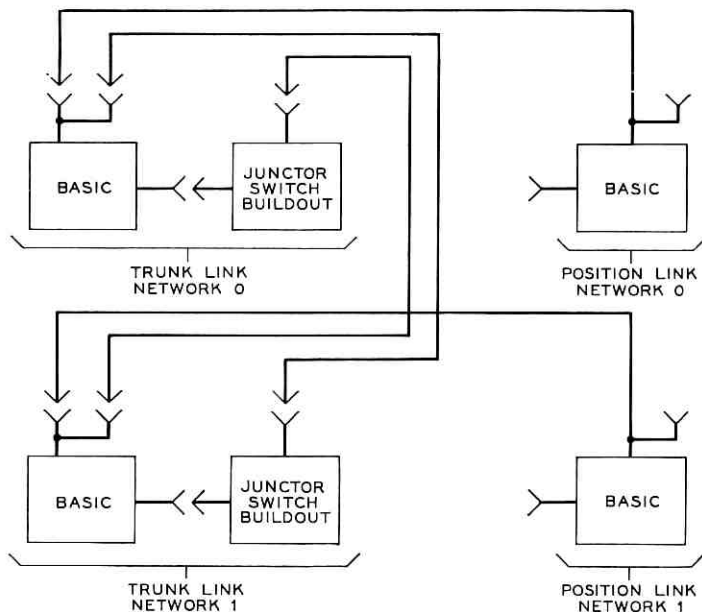 BASIC
JUNCTOR
SWITCH
BUILDOUT
BASIC
TRUNK LINK
NETWORK 0
POSITION LINK
NETWORK 0
BASIC
JUNCTOR
SWITCH
BUILDOUT
BASIC
TRUNK LINK
NETWORK 1
POSITION LINK
NETWORK 1